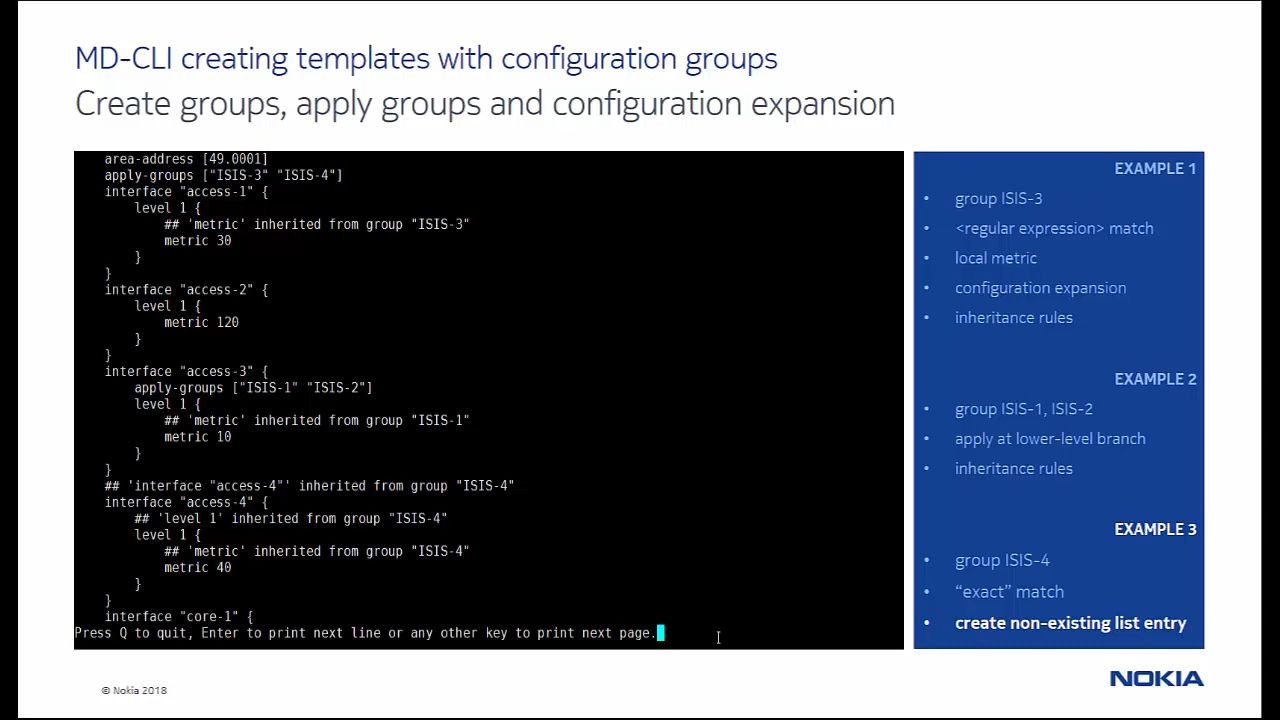 MD-CLI creating templates with configuration groups
Create groups, apply groups and configuration expansion
area-address [49.0001]
apply-groups ["ISIS-3" "ISIS-4"]
interface "access-1" {
level 1 {
## 'metric' inherited from group "ISIS-3"
metric 30
}
}
interface "access-2" {
level 1 {
metric 120
}
}
interface "access-3" {
apply-groups ["ISIS-1" "ISIS-2"]
level 1 {
## 'metric' inherited from group "ISIS-1"
metric 10
}
}
## 'interface "access-4"' inherited from group "ISIS-4"
interface "access-4" {
## 'level 1' inherited from group "ISIS-4"
level 1 {
## 'metric' inherited from group "ISIS-4"
metric 40
}
}
interface "core-1" {
Press Q to quit, Enter to print next line or any other key to print next page.
EXAMPLE 1
• group ISIS-3
• <regular expression> match
• local metric
• configuration expansion
• inheritance rules
EXAMPLE 2
• group ISIS-1, ISIS-2
• apply at lower-level branch
• inheritance rules
EXAMPLE 3
• group ISIS-4
• “exact” match
• create non-existing list entry
© Nokia 2018
NOKIA